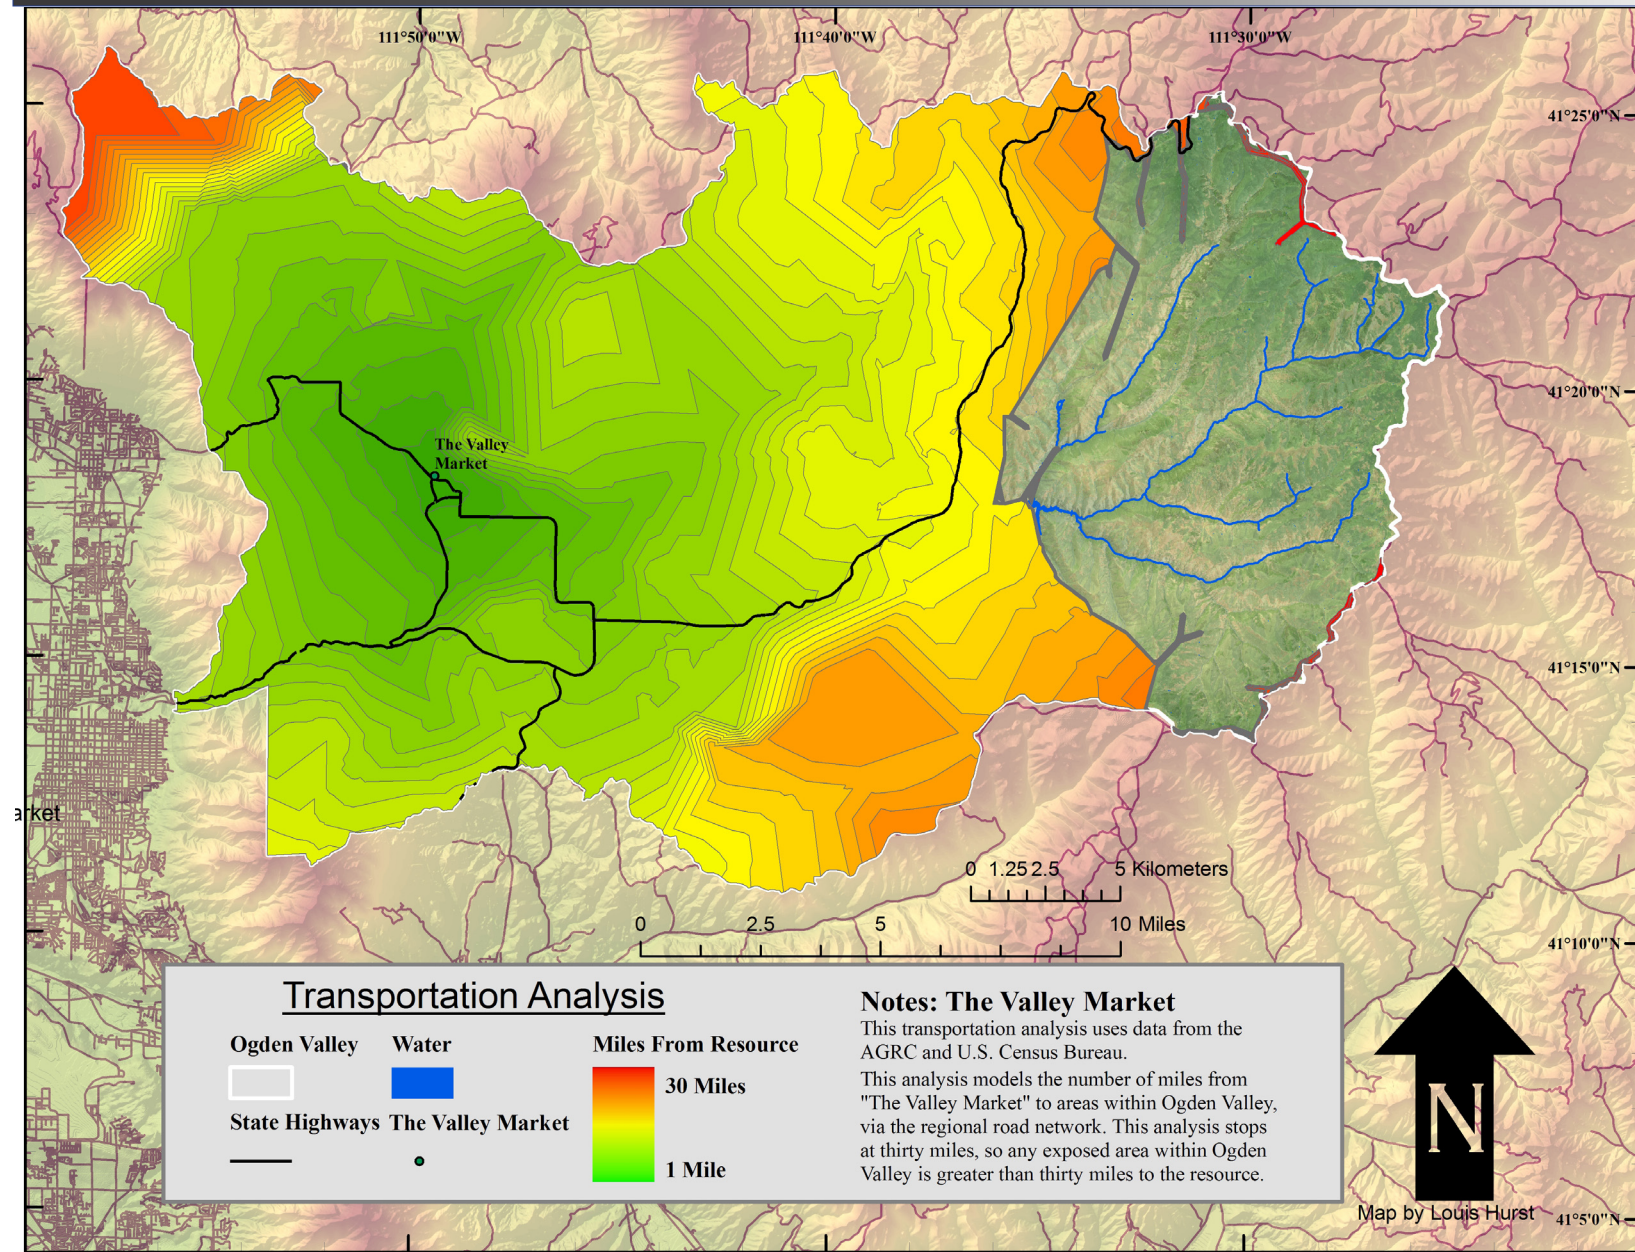 111°50'0"W
111°40'0"W
111°30'0"W
41°25'0"N
41°20'0"N
The Valley
Market
41°15'0"N
arket
0 1.25 2.5 5 Kilometers
0 2.5 5 10 Miles
41°10'0"N
Transportation Analysis
Ogden Valley
Water
State Highways
The Valley Market
Miles From Resource
30 Miles
1 Mile
Notes: The Valley Market
This transportation analysis uses data from the
AGRC and U.S. Census Bureau.
This analysis models the number of miles from
"The Valley Market" to areas within Ogden Valley,
via the regional road network. This analysis stops
at thirty miles, so any exposed area within Ogden
Valley is greater than thirty miles to the resource.
N
Map by Louis Hurst
41°5'0"N